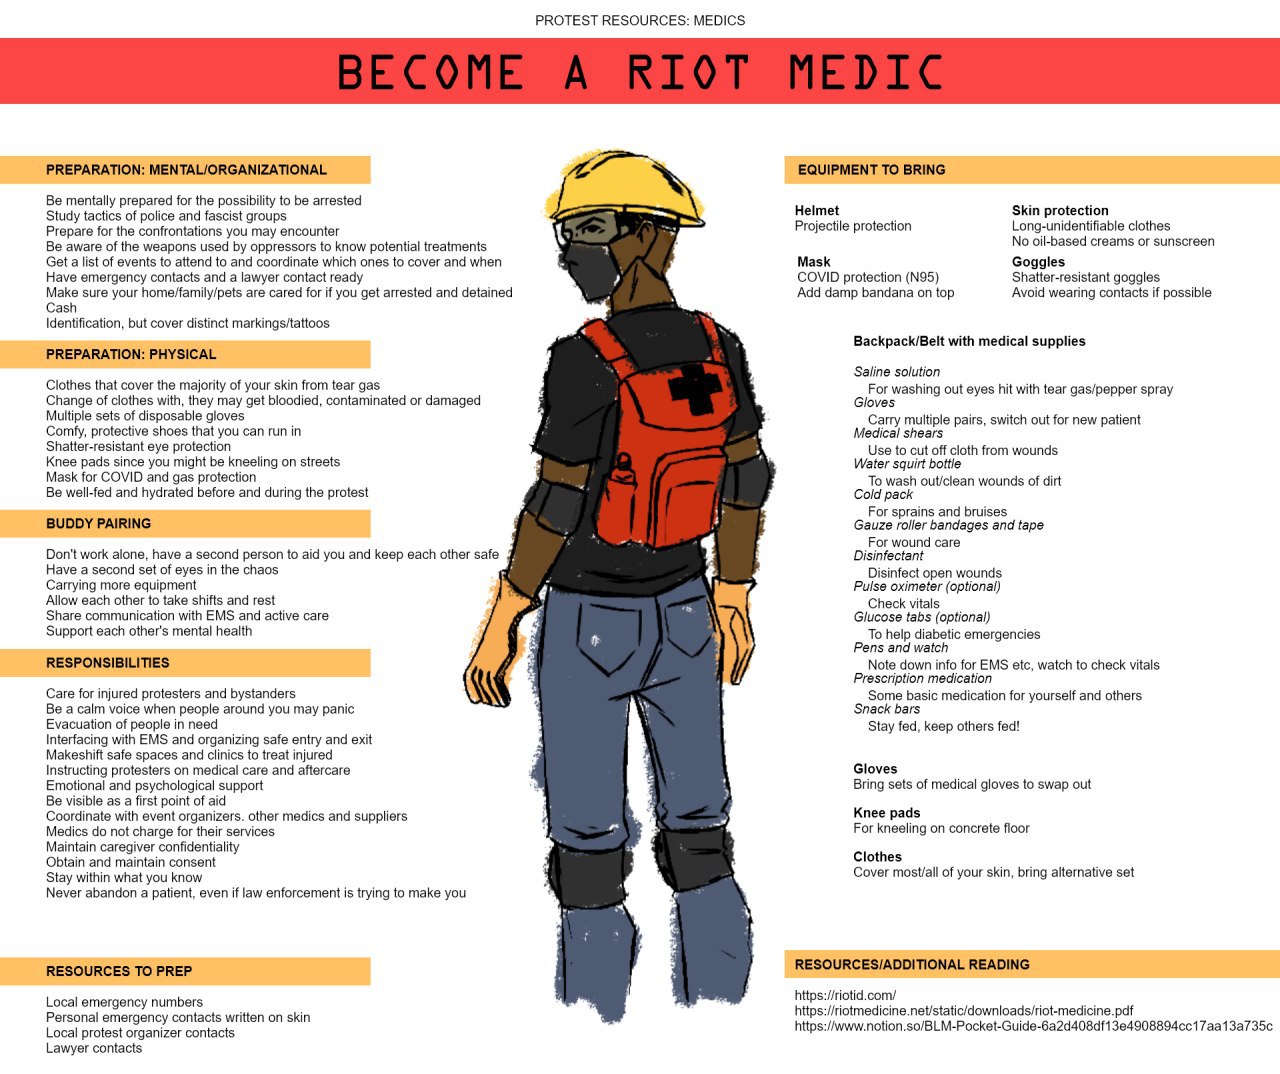 PROTEST RESOURCES: MEDICS
BECOME A RIOT MEDIC
PREPARATION: MENTAL/ORGANIZATIONAL
Be mentally prepared for the possibility to be arrested
Study tactics of police and fascist groups
Prepare for the confrontations you may encounter
Be aware of the weapons used by oppressors to know potential treatments
Get a list of events to attend to and coordinate which ones to cover and when
Have emergency contacts and a lawyer contact ready
Make sure your home/family/pets are cared for if you get arrested and detained
Cash
Identification, but cover distinct markings/tattoos
PREPARATION: PHYSICAL
Clothes that cover the majority of your skin from tear gas
Change of clothes with, they may get bloodied, contaminated or damaged
Multiple sets of disposable gloves
Comfy, protective shoes that you can run in
Shatter-resistant eye protection
Knee pads since you might be kneeling on streets
Mask for COVID and gas protection
Be well-fed and hydrated before and during the protest
BUDDY PAIRING
Don't work alone, have a second person to aid you and keep each other safe
Have a second set of eyes in the chaos
Carrying more equipment
Allow each other to take shifts and rest
Share communication with EMS and active care
Support each other's mental health
RESPONSIBILITIES
Care for injured protesters and bystanders
Be a calm voice when people around you may panic
Evacuation of people in need
Interfacing with EMS and organizing safe entry and exit
Makeshift safe spaces and clinics to treat injured
Instructing protesters on medical care and aftercare
Emotional and psychological support
Be visible as a first point of aid
Coordinate with event organizers. other medics and suppliers
Medics do not charge for their services
Maintain caregiver confidentiality
Obtain and maintain consent
Stay within what you know
Never abandon a patient, even if law enforcement is trying to make you
RESOURCES TO PREP
Local emergency numbers
Personal emergency contacts written on skin
Local protest organizer contacts
Lawyer contacts
EQUIPMENT TO BRING
Helmet
Projectile protection
Skin protection
Long-unidentifiable clothes
No oil-based creams or sunscreen
Mask
COVID protection (N95)
Add damp bandana on top
Goggles
Shatter-resistant goggles
Avoid wearing contacts if possible
Backpack/Belt with medical supplies
Saline solution
For washing out eyes hit with tear gas/pepper spray
Gloves
Carry multiple pairs, switch out for new patient
Medical shears
Use to cut off cloth from wounds
Water squirt bottle
To wash out/clean wounds of dirt
Cold pack
For sprains and bruises
Gauze roller bandages and tape
For wound care
Disinfectant
Disinfect open wounds
Pulse oximeter (optional)
Check vitals
Glucose tabs (optional)
To help diabetic emergencies
Pens and watch
Note down info for EMS etc, watch to check vitals
Prescription medication
Some basic medication for yourself and others
Snack bars
Stay fed, keep others fed!
Gloves
Bring sets of medical gloves to swap out
Knee pads
For kneeling on concrete floor
Clothes
Cover most/all of your skin, bring alternative set
RESOURCES/ADDITIONAL READING
https://riotid.com/
https://riotmedicine.net/static/downloads/riot-medicine.pdf
https://www.notion.so/BLM-Pocket-Guide-6a2d408df13e4908894cc17aa13a735c